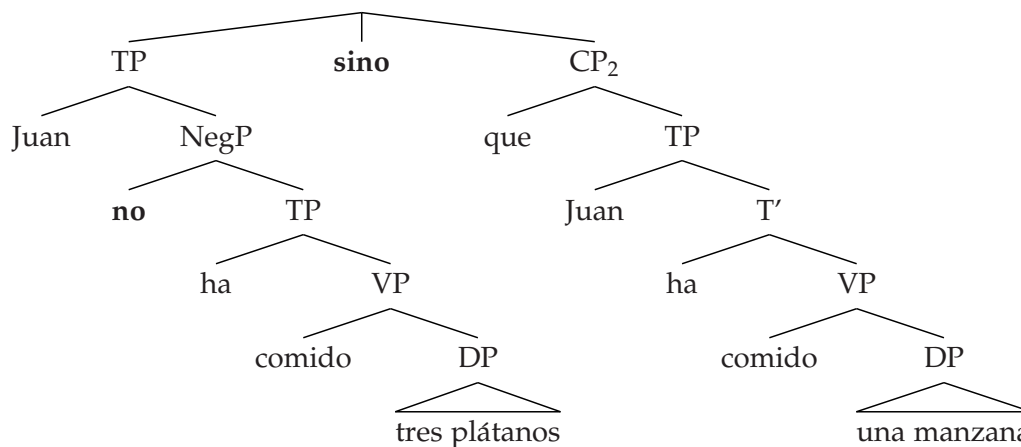 TP sino CP₂
Juan NegP que TP
no TP Juan T′
ha VP ha VP
comido DP comido DP
tres plátanos una manzana